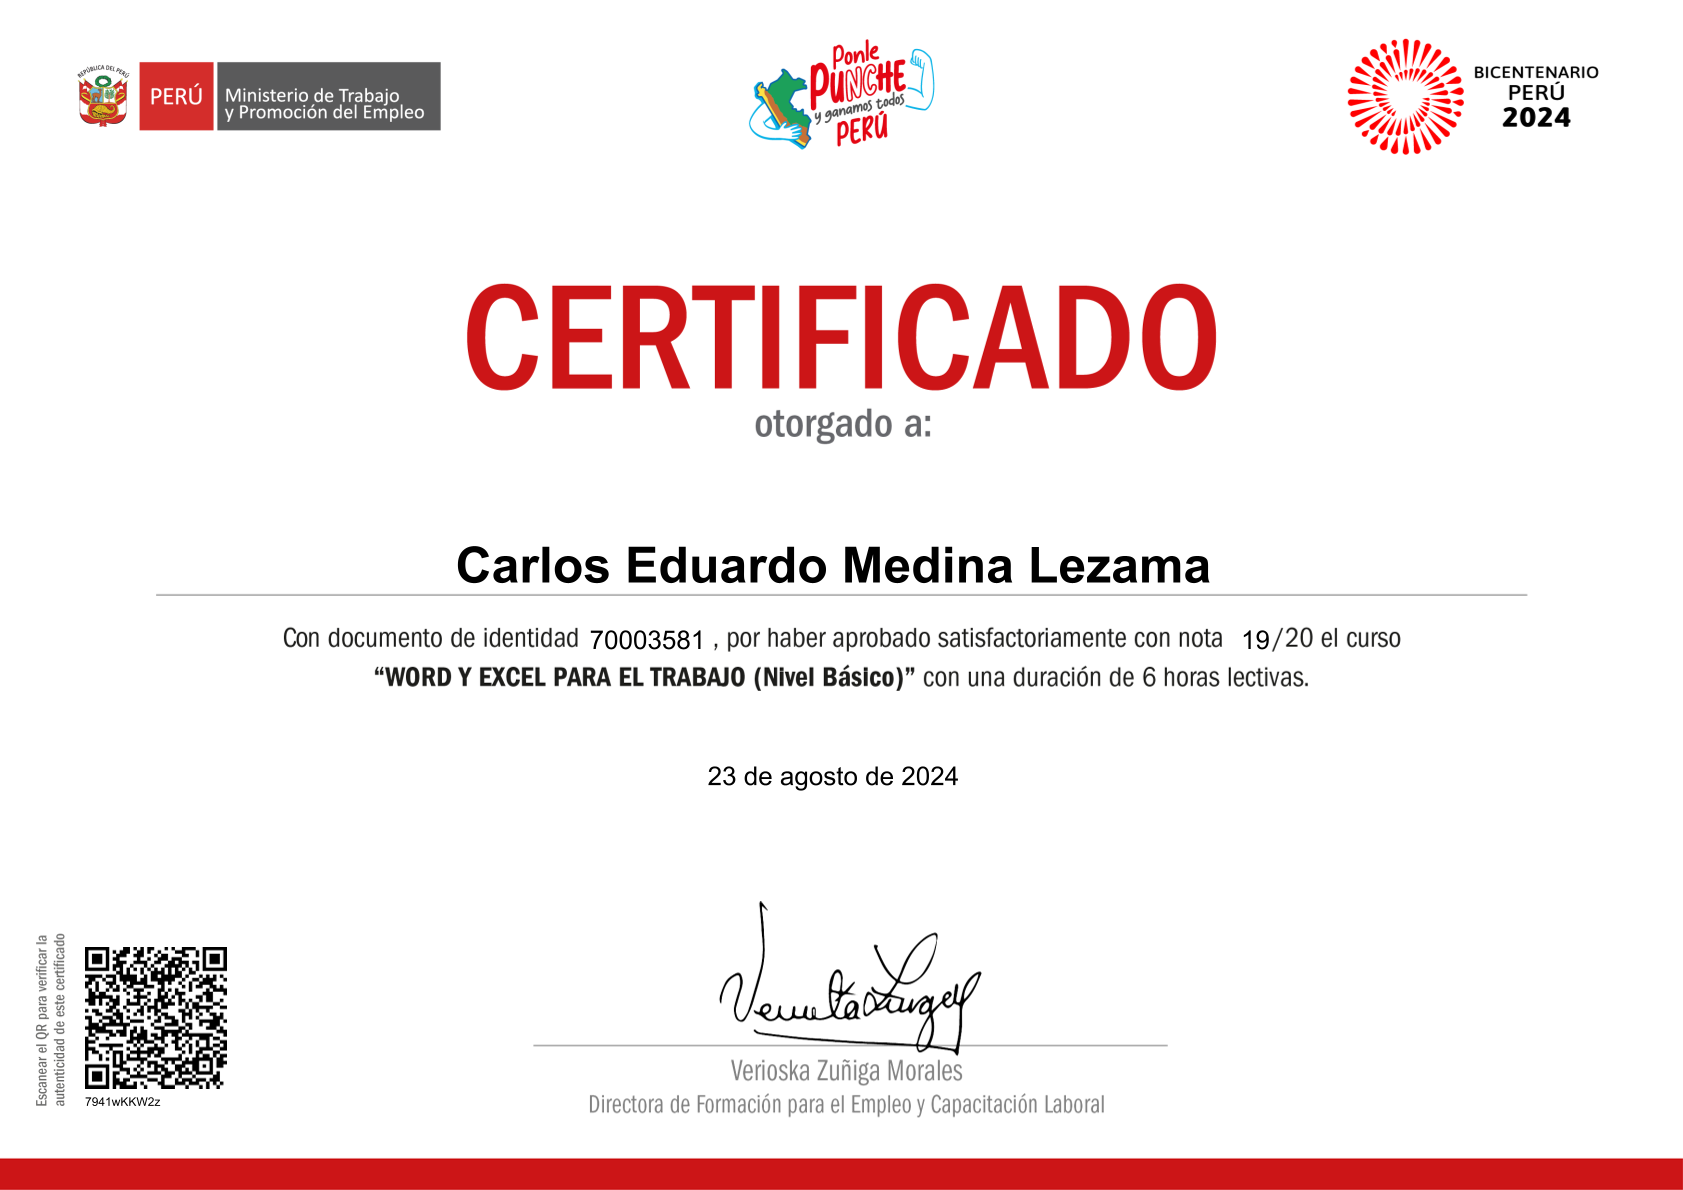 REPÚBLICA DEL PERÚ
PERÚ
Ministerio de Trabajo
y Promoción del Empleo
Ponle
PUNCHE
y ganamos todos
PERÚ
BICENTENARIO
PERÚ
2024
CERTIFICADO
otorgado a:
Carlos Eduardo Medina Lezama
Con documento de identidad 70003581 , por haber aprobado satisfactoriamente con nota 19/20 el curso
“WORD Y EXCEL PARA EL TRABAJO (Nivel Básico)” con una duración de 6 horas lectivas.
23 de agosto de 2024
Escanear el QR para verificar la
autenticidad de este certificado
7941wKKW2z
Verioska Zuñiga Morales
Directora de Formación para el Empleo y Capacitación Laboral